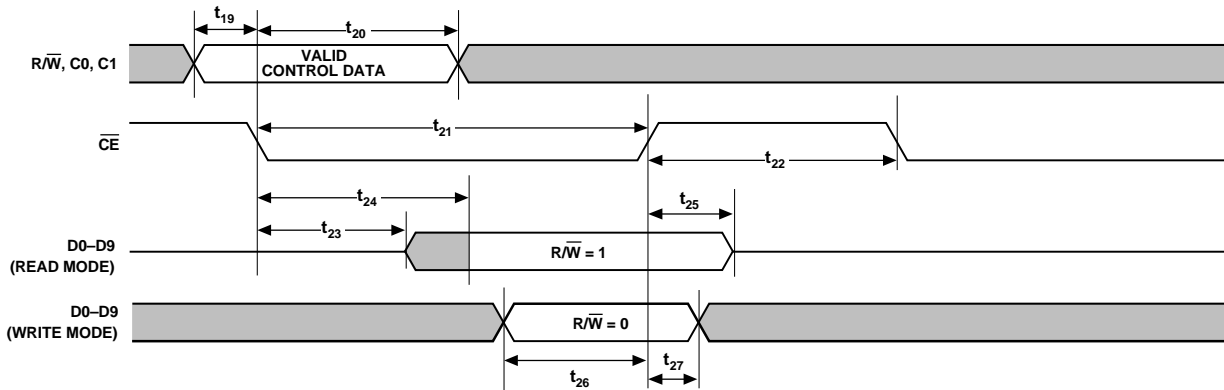 t19
t20
R/W̅, C0, C1
VALID
CONTROL DATA
t21
C̅E̅
t22
t24
t25
t23
D0–D9
(READ MODE)
R/W̅ = 1
D0–D9
(WRITE MODE)
R/W̅ = 0
t27
t26